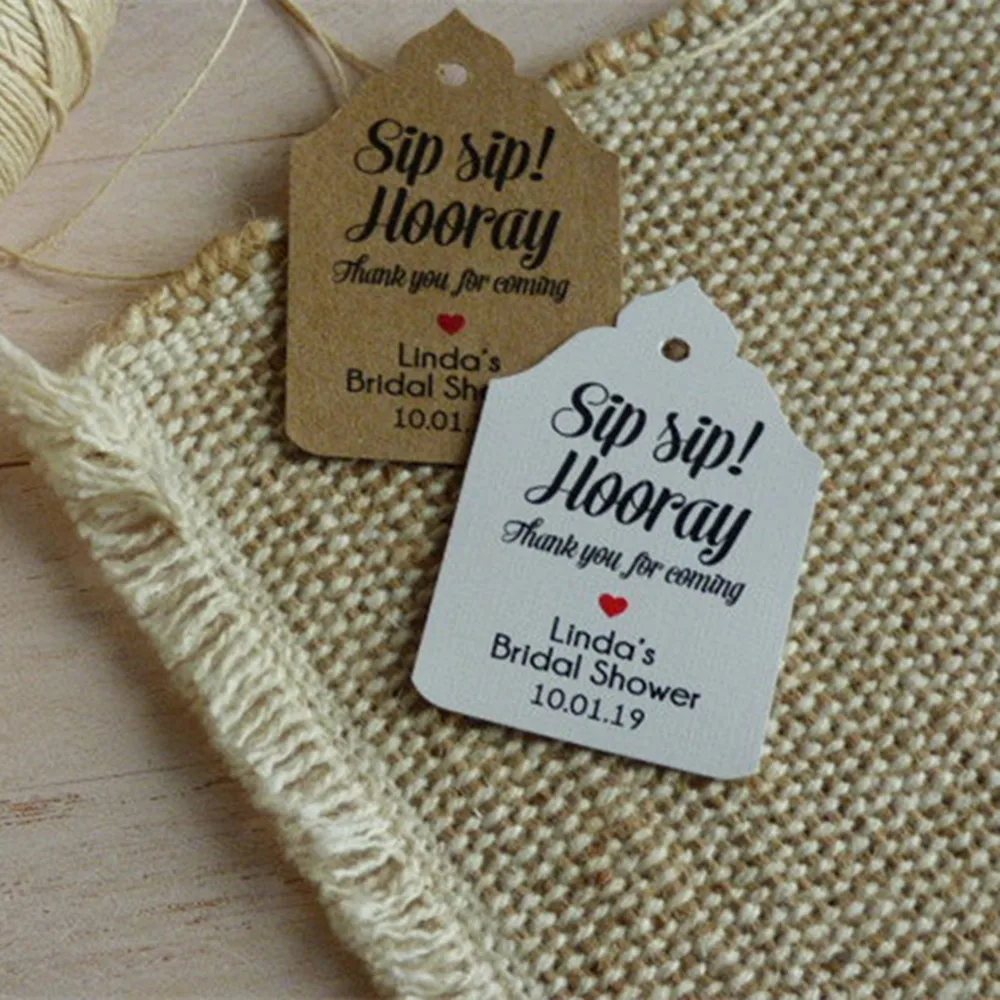 Sip sip!
Hooray
Thank you for coming
Linda's
Bridal
10.01.
Sip sip!
Hooray
Thank you for coming
Linda's
Bridal Shower
10.01.19